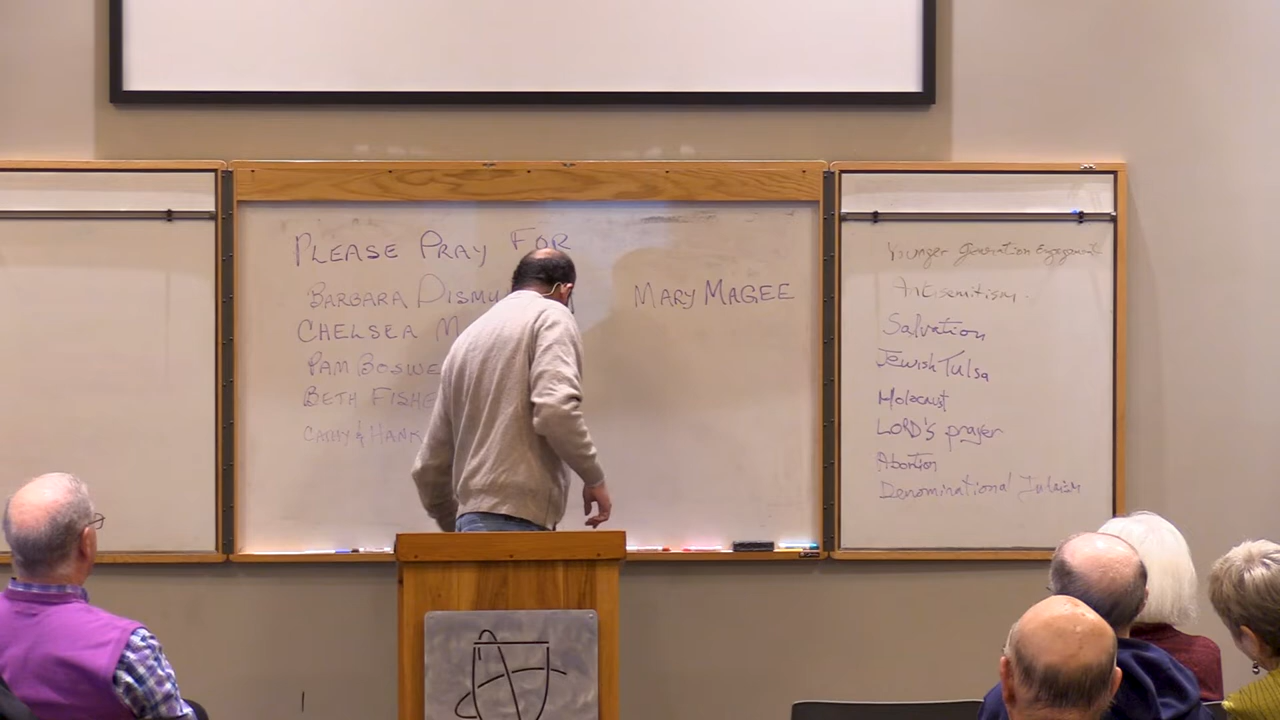 PLEASE PRAY FOR
BARBARA DISMU
MARY MAGEE
CHELSEA M
PAM BOSWE
BETH FISHE
CATHY & HANK
Younger Generation Engagement
Antisemitism.
Salvation
Jewish Tulsa
Holocaust
LORD'S prayer
Abortion
Denominational Judaism